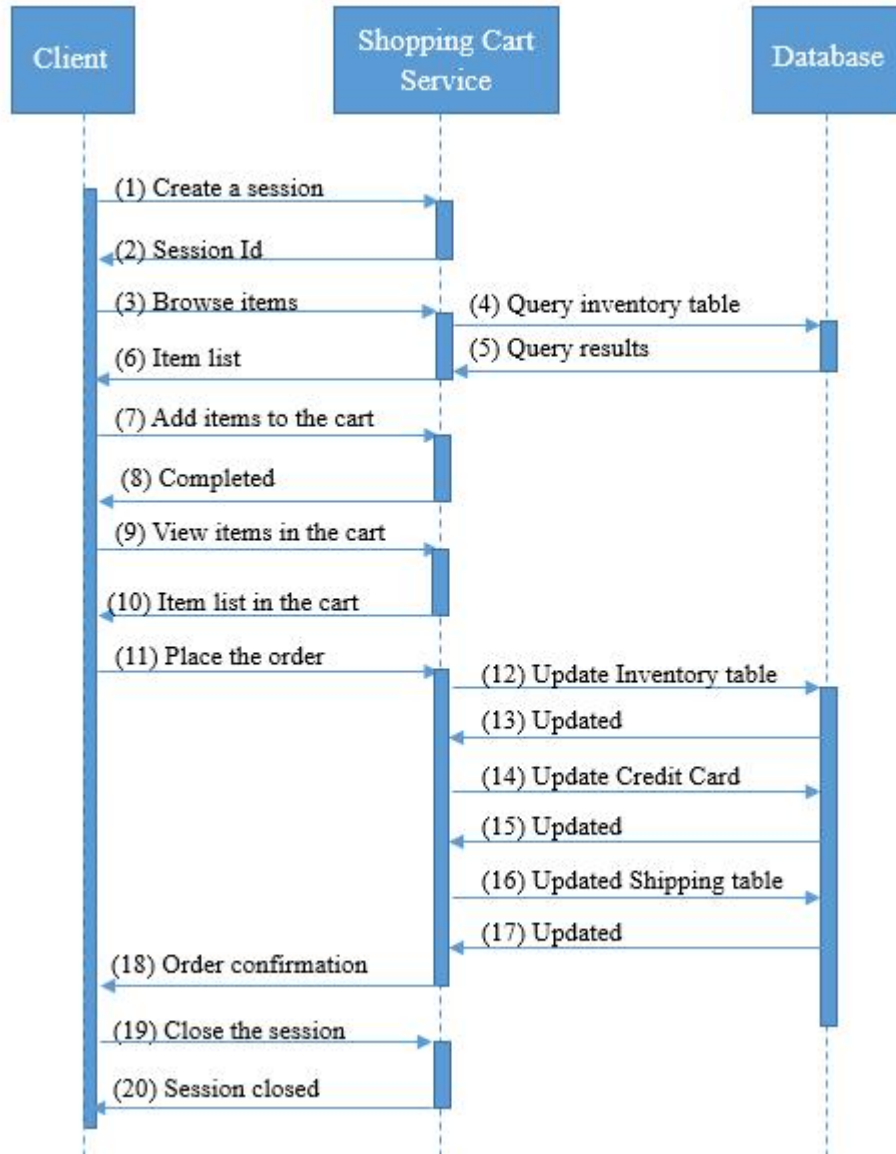 Client
Shopping Cart
Service
Database
(1) Create a session
(2) Session Id
(3) Browse items
(4) Query inventory table
(5) Query results
(6) Item list
(7) Add items to the cart
(8) Completed
(9) View items in the cart
(10) Item list in the cart
(11) Place the order
(12) Update Inventory table
(13) Updated
(14) Update Credit Card
(15) Updated
(16) Updated Shipping table
(17) Updated
(18) Order confirmation
(19) Close the session
(20) Session closed